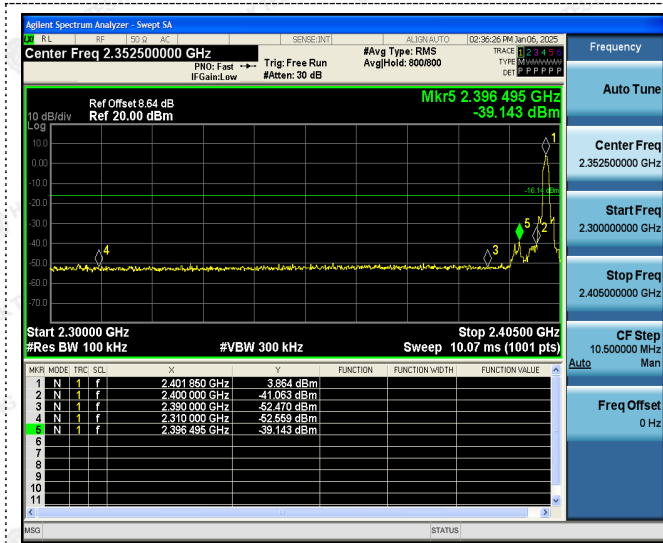 Agilent Spectrum Analyzer - Swept SA
LXI RL RF 50 Ω AC SENSE:INT ALIGN AUTO 02:36:26 PM Jan 06, 2025
Center Freq 2.352500000 GHz
PNO: Fast
IFGain:Low
Trig: Free Run
#Atten: 30 dB
#Avg Type: RMS
Avg|Hold: 800/800
TRACE 1 2 3 4 5 6
TYPE M WWWWW
DET P P P P P P
Mkr5 2.396 495 GHz
-39.143 dBm
Ref Offset 8.64 dB
Ref 20.00 dBm
10 dB/div
Log
10.0
0.00
-10.0
-20.0
-30.0
-40.0
-50.0
-60.0
-70.0
1
-16.14 dBm
5
2
3
4
Start 2.30000 GHz
Stop 2.40500 GHz
#Res BW 100 kHz
#VBW 300 kHz
Sweep 10.07 ms (1001 pts)
MKR MODE TRC SCL X Y FUNCTION FUNCTION WIDTH FUNCTION VALUE
1 N 1 f 2.401 850 GHz 3.864 dBm
2 N 1 f 2.400 000 GHz -41.063 dBm
3 N 1 f 2.390 000 GHz -52.470 dBm
4 N 1 f 2.310 000 GHz -52.559 dBm
5 N 1 f 2.396 495 GHz -39.143 dBm
6
7
8
9
10
11
MSG
STATUS
Frequency
Auto Tune
Center Freq
2.352500000 GHz
Start Freq
2.300000000 GHz
Stop Freq
2.405000000 GHz
CF Step
10.500000 MHz
Auto Man
Freq Offset
0 Hz